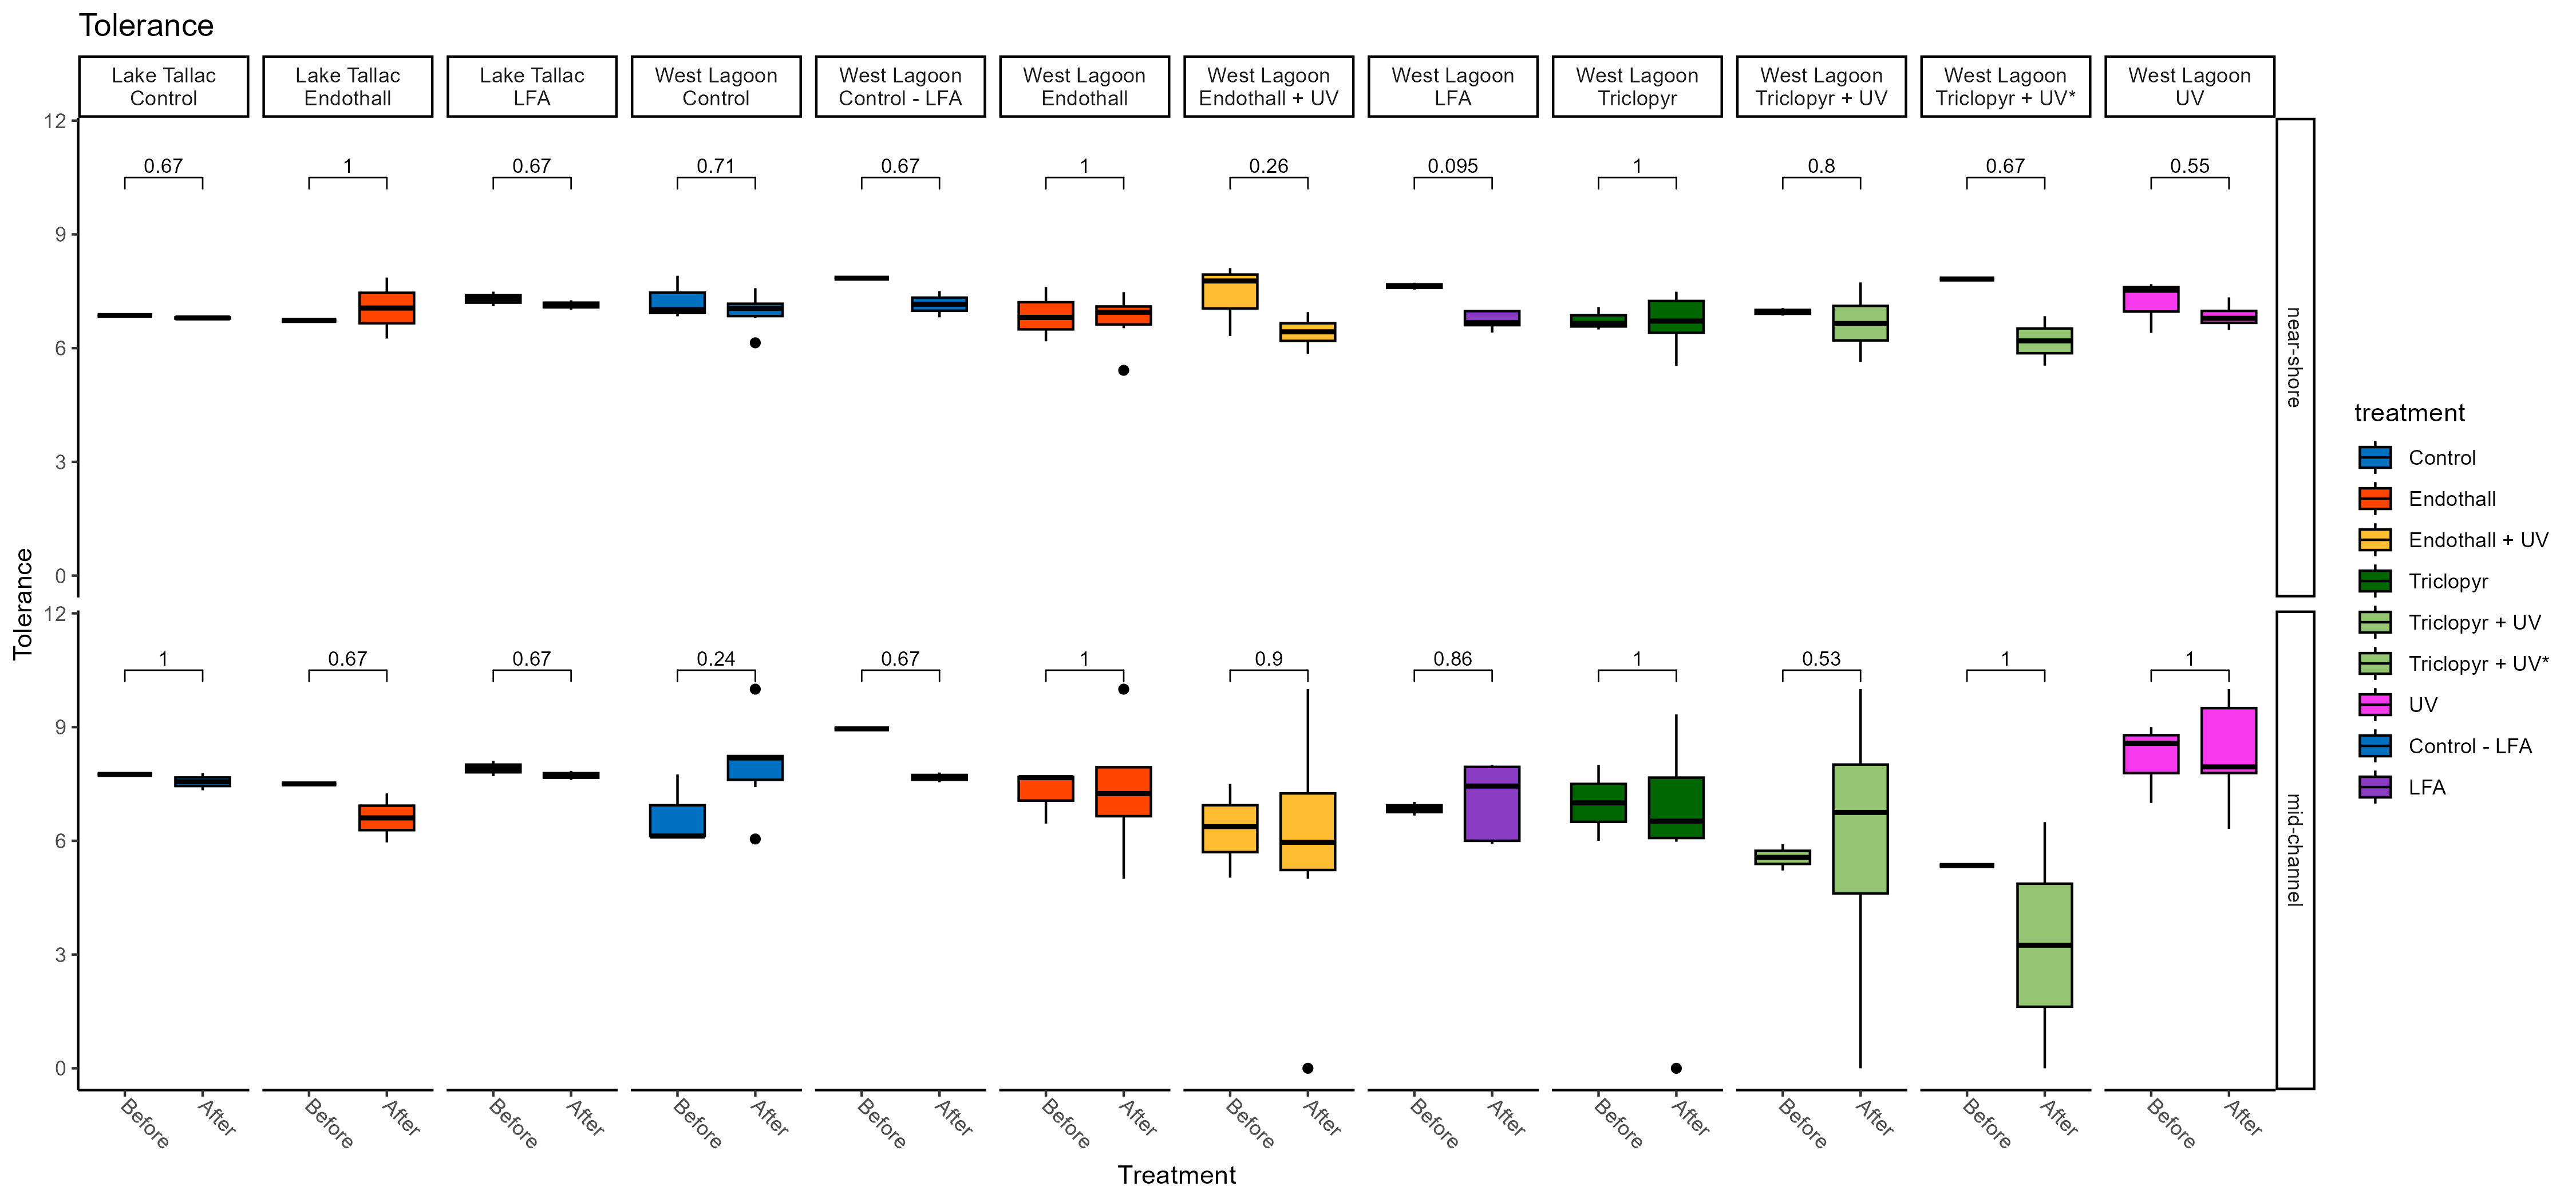 Tolerance
Lake Tallac
Control
Lake Tallac
Endothall
Lake Tallac
LFA
West Lagoon
Control
West Lagoon
Control - LFA
West Lagoon
Endothall
West Lagoon
Endothall + UV
West Lagoon
LFA
West Lagoon
Triclopyr
West Lagoon
Triclopyr + UV
West Lagoon
Triclopyr + UV*
West Lagoon
UV
12
9
6
3
0
0.67
1
0.67
0.71
0.67
1
0.26
0.095
1
0.8
0.67
0.55
near-shore
12
9
6
3
0
1
0.67
0.67
0.24
0.67
1
0.9
0.86
1
0.53
1
1
mid-channel
Tolerance
Before
After
Before
After
Before
After
Before
After
Before
After
Before
After
Before
After
Before
After
Before
After
Before
After
Before
After
Before
After
Treatment
treatment
Control
Endothall
Endothall + UV
Triclopyr
Triclopyr + UV
Triclopyr + UV*
UV
Control - LFA
LFA